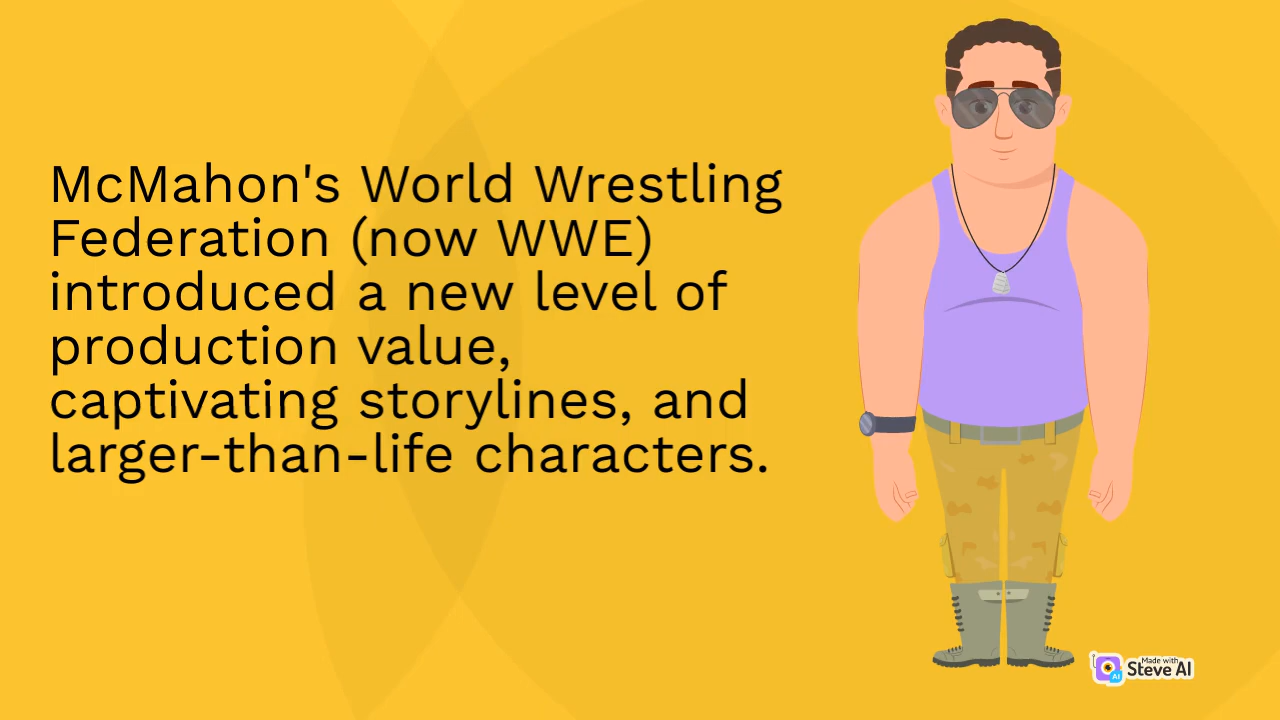 McMahon's World Wrestling
Federation (now WWE)
introduced a new level of
production value,
captivating storylines, and
larger-than-life characters.
Made with
Steve AI
AI